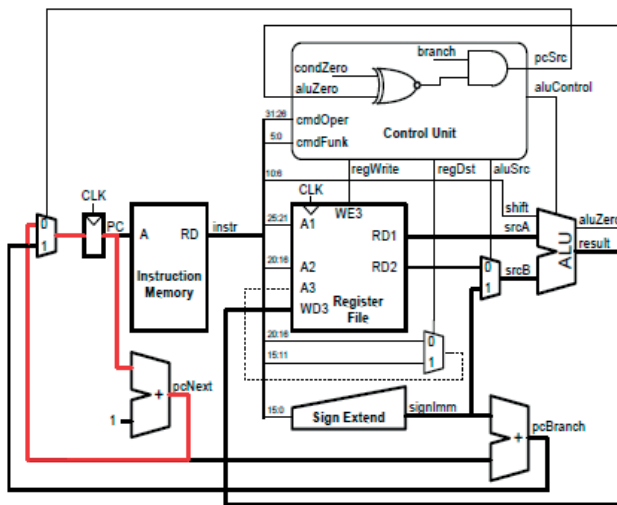 branch
pcSrc
condZero
aluZero
aluControl
31:26
cmdOper
5:0
cmdFunk
Control Unit
regWrite
regDst
aluSrc
10:6
shift
CLK
CLK
WE3
0
1
PC
A
RD
instr
25:21
A1
RD1
srcA
aluZero
result
ALU
Instruction
Memory
20:16
A2
RD2
0
1
srcB
A3
WD3
Register
File
20:16
0
15:11
1
pcNext
+
1
15:0
Sign Extend
signImm
pcBranch
+